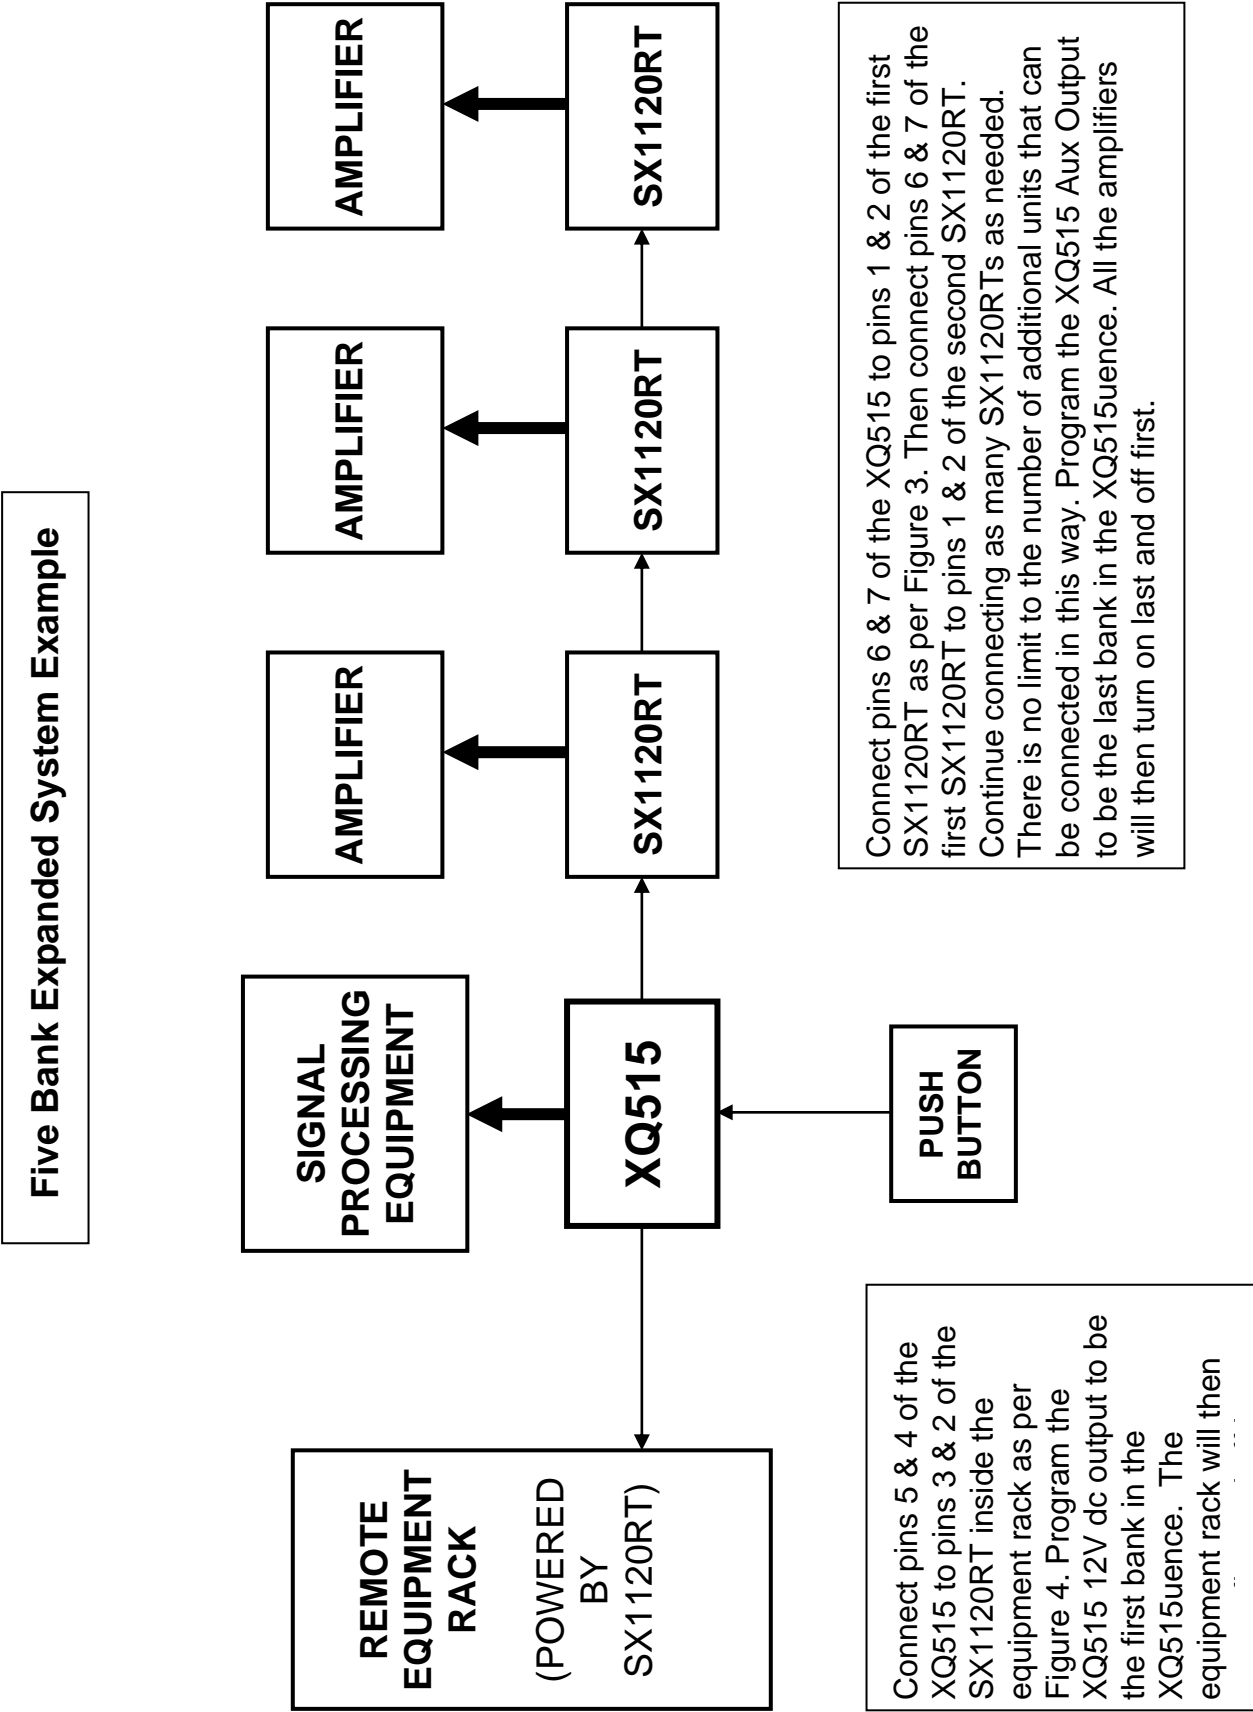 Five Bank Expanded System Example
REMOTE
EQUIPMENT
RACK
(POWERED
BY
SX1120RT)
SIGNAL
PROCESSING
EQUIPMENT
XQ515
PUSH
BUTTON
AMPLIFIER
SX1120RT
AMPLIFIER
SX1120RT
AMPLIFIER
SX1120RT
Connect pins 5 & 4 of the
XQ515 to pins 3 & 2 of the
SX1120RT inside the
equipment rack as per
Figure 4. Program the
XQ515 12V dc output to be
the first bank in the
XQ515uence. The
equipment rack will then
Connect pins 6 & 7 of the XQ515 to pins 1 & 2 of the first
SX1120RT as per Figure 3. Then connect pins 6 & 7 of the
first SX1120RT to pins 1 & 2 of the second SX1120RT.
Continue connecting as many SX1120RTs as needed.
There is no limit to the number of additional units that can
be connected in this way. Program the XQ515 Aux Output
to be the last bank in the XQ515uence. All the amplifiers
will then turn on last and off first.